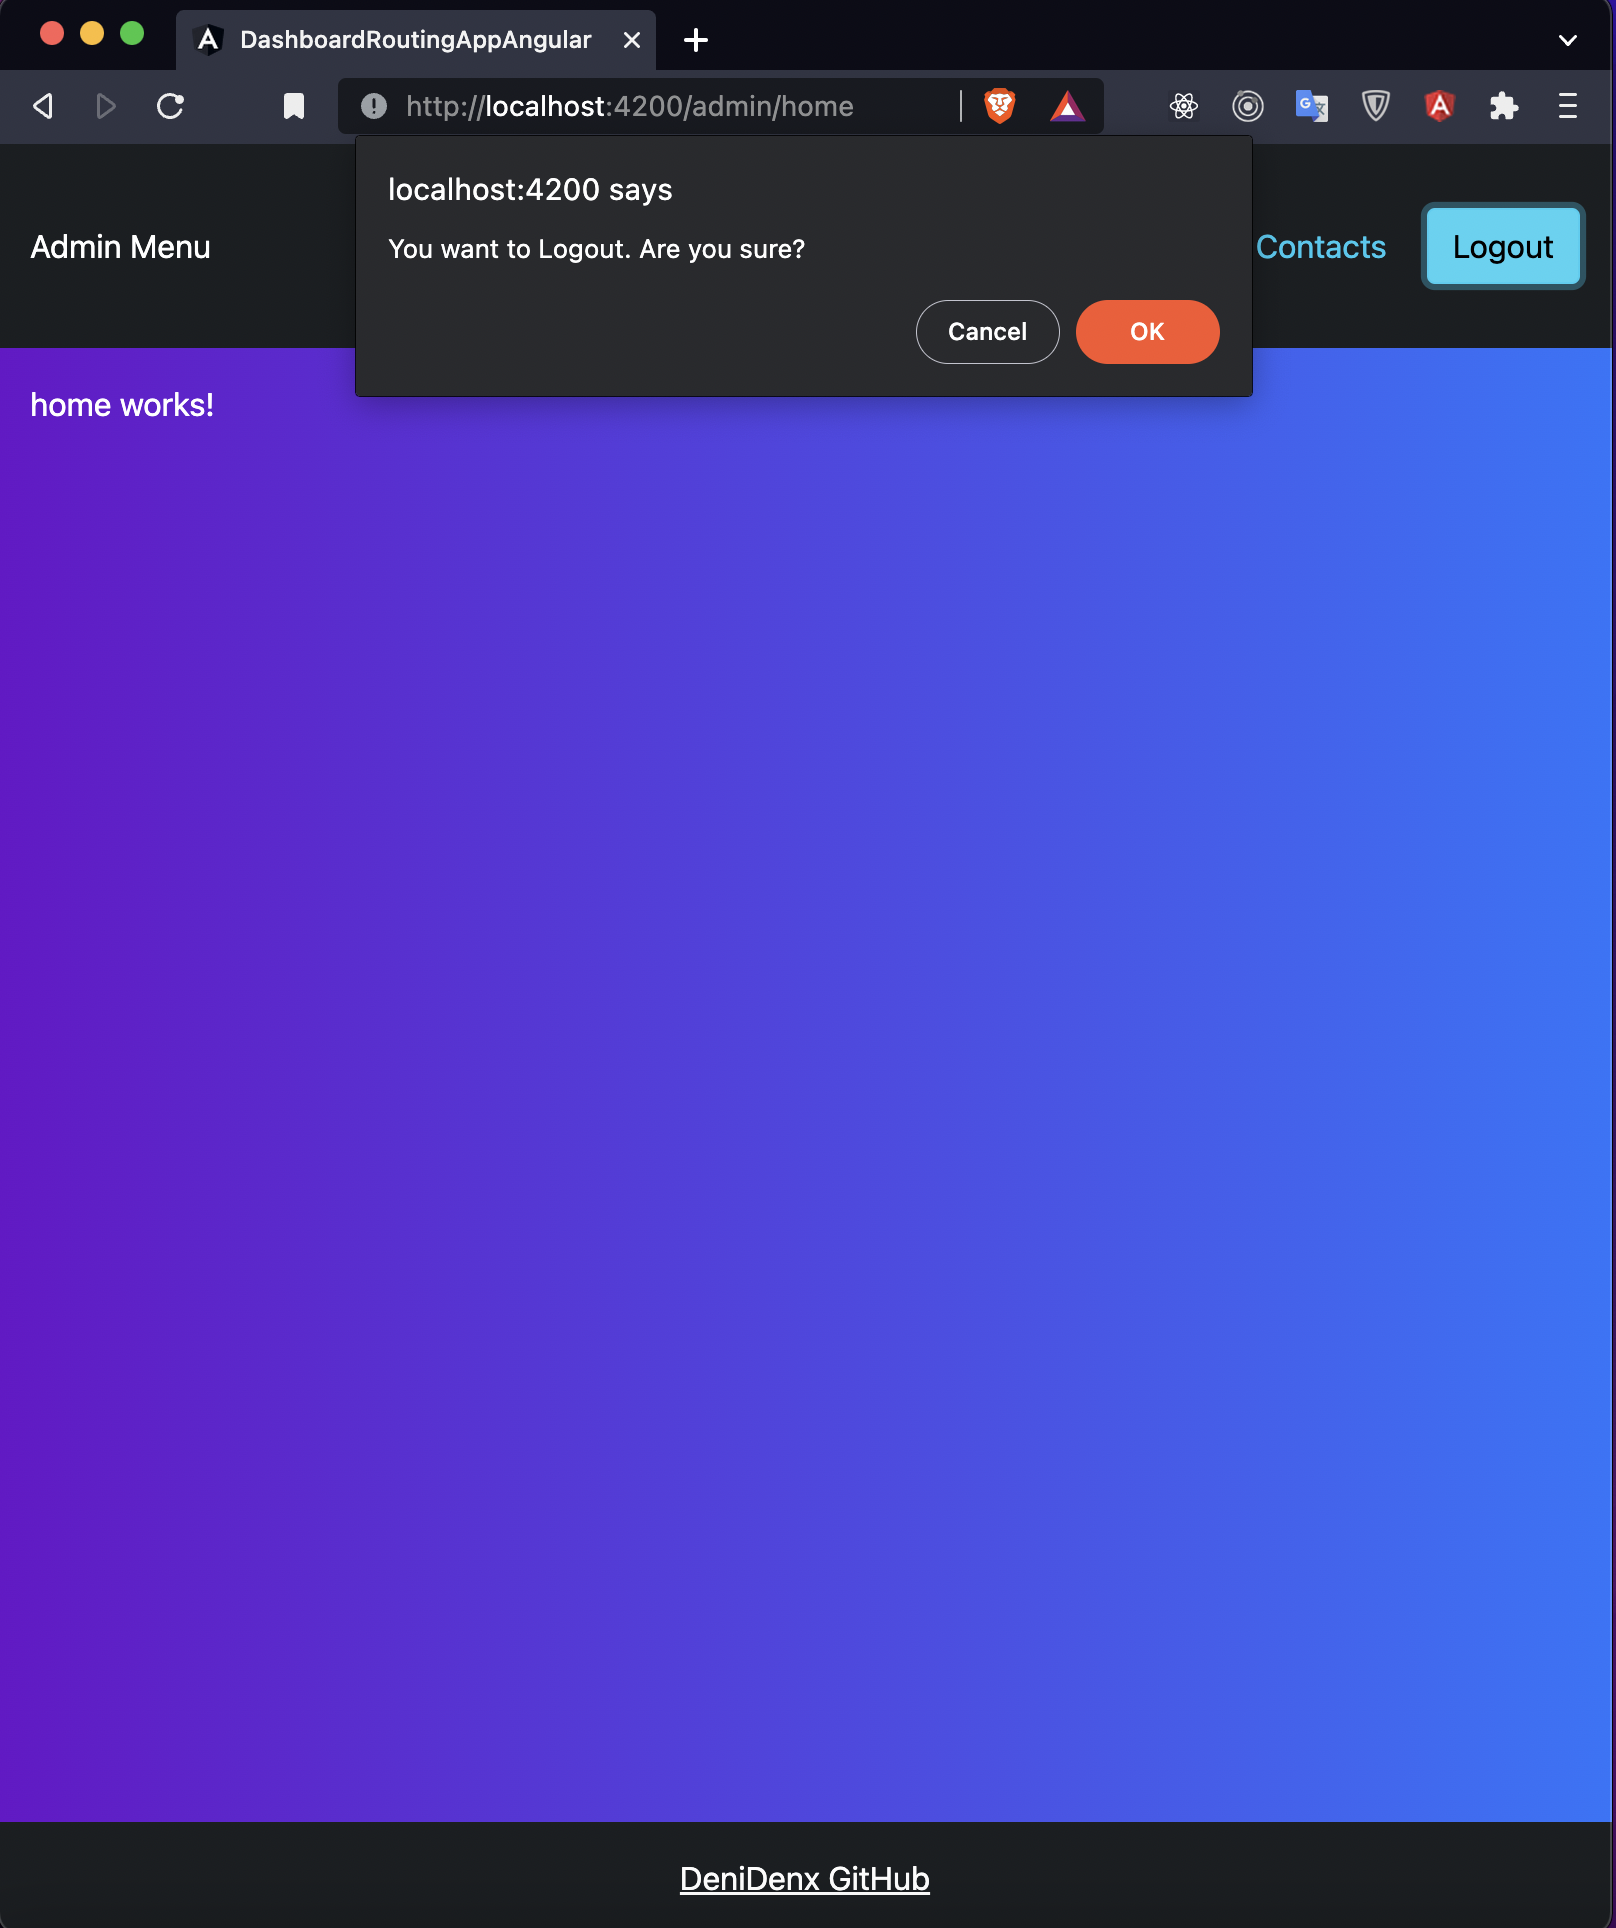 DashboardRoutingAppAngular
http://localhost:4200/admin/home
localhost:4200 says
You want to Logout. Are you sure?
Cancel OK
Admin Menu Contacts Logout
home works!
DeniDenx GitHub